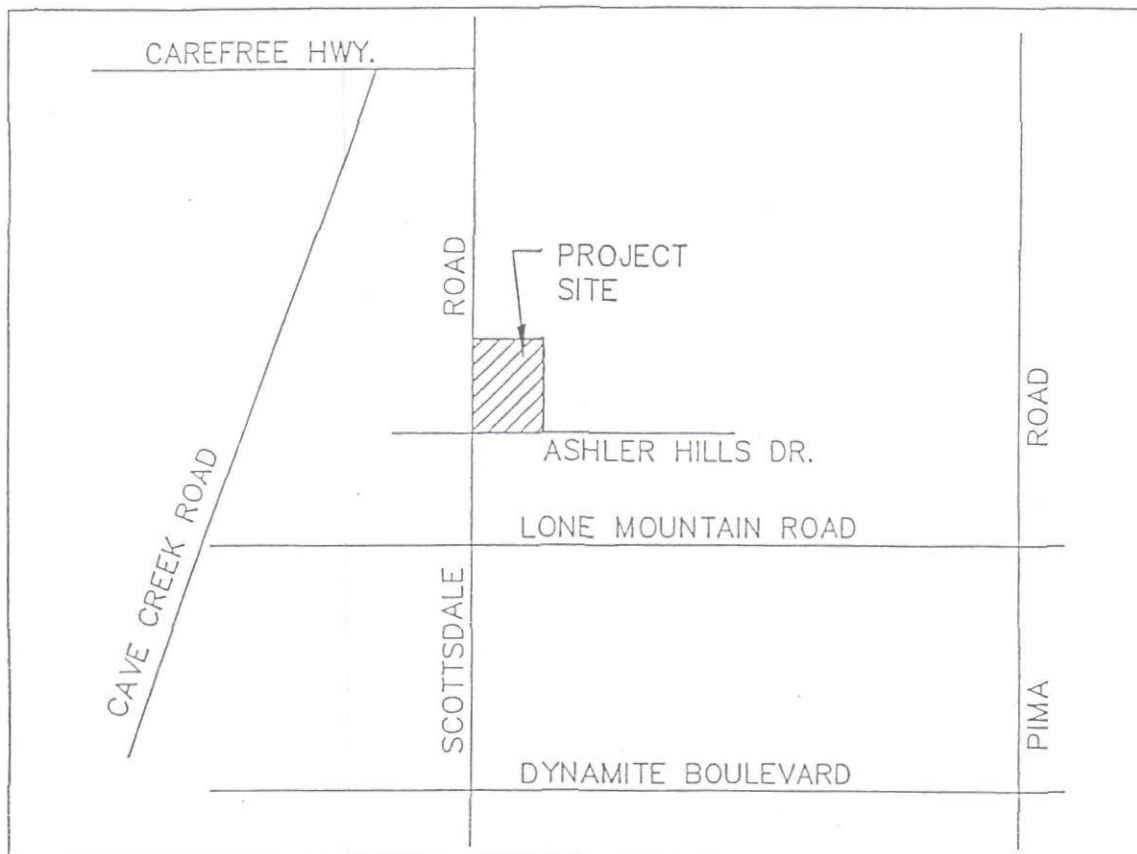 CAREFREE HWY.
ROAD
PROJECT
SITE
ROAD
ASHLER HILLS DR.
CAVE CREEK ROAD
LONE MOUNTAIN ROAD
SCOTTSDALE
PIMA
DYNAMITE BOULEVARD